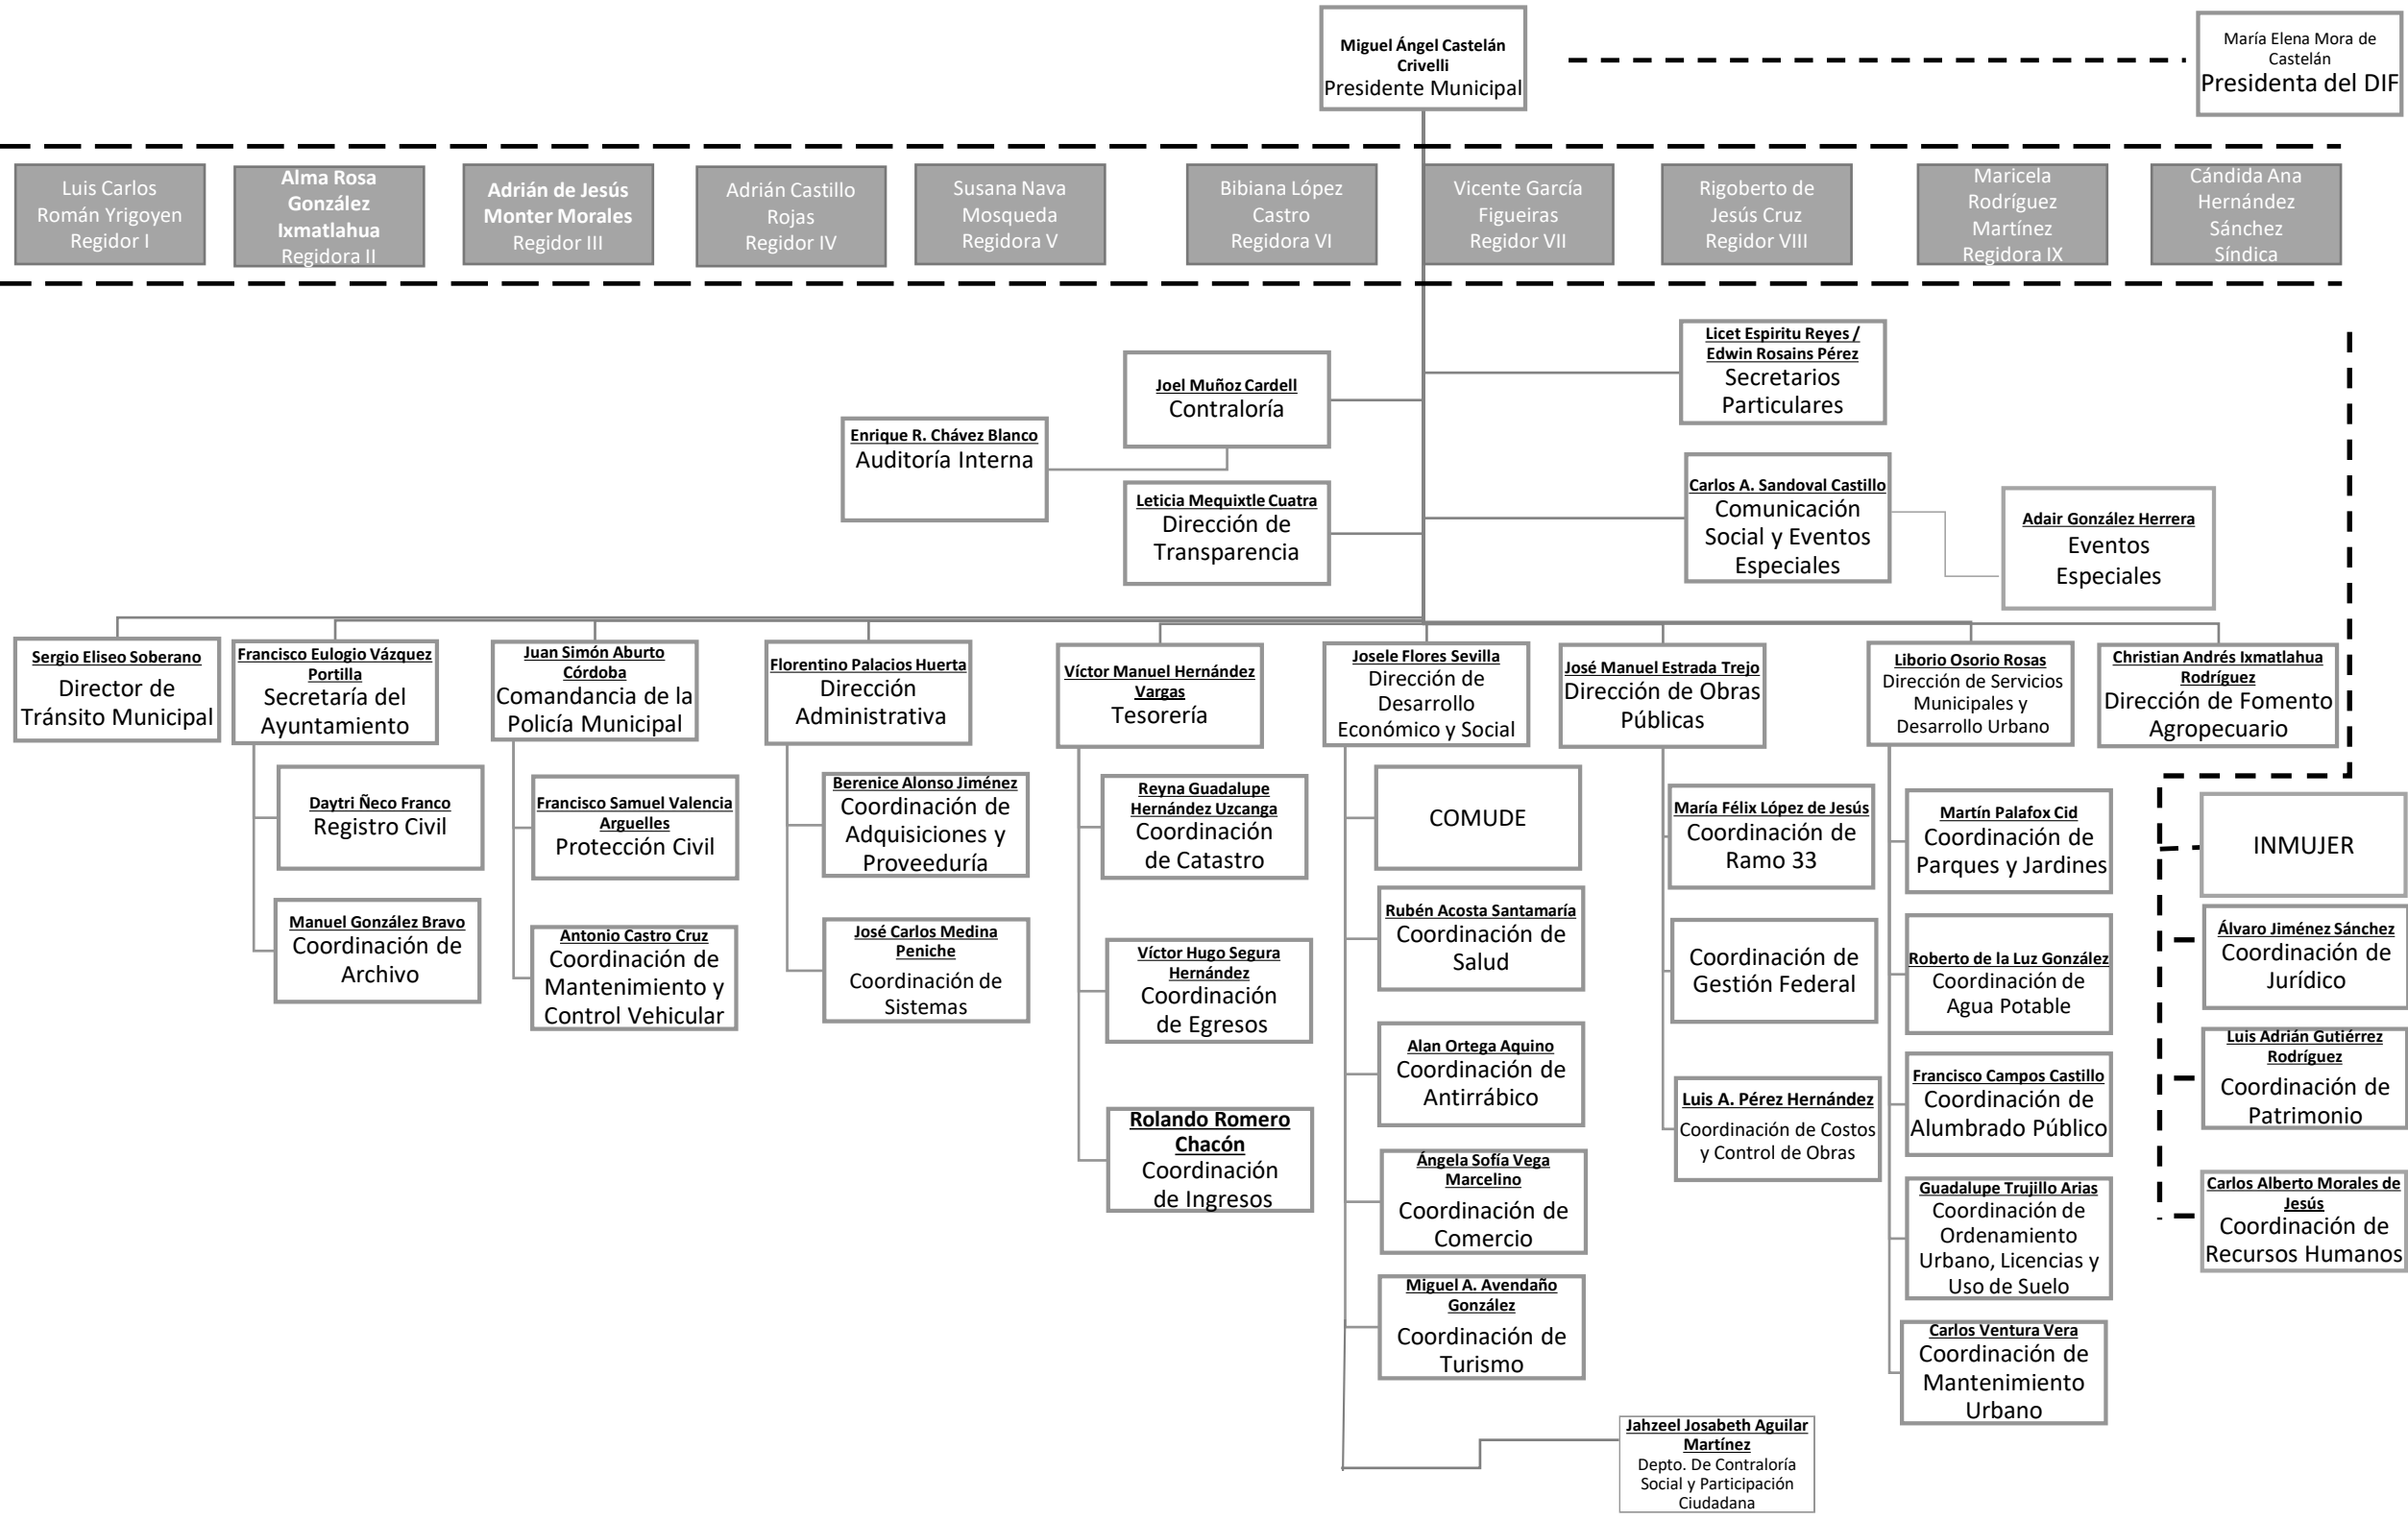 Miguel Ángel Castelán
Crivelli
Presidente Municipal
María Elena Mora de
Castelán
Presidenta del DIF
Luis Carlos
Román Yrigoyen
Regidor I
Alma Rosa
González
Ixmatlahua
Regidora II
Adrián de Jesús
Monter Morales
Regidor III
Adrián Castillo
Rojas
Regidor IV
Susana Nava
Mosqueda
Regidora V
Bibiana López
Castro
Regidora VI
Vicente García
Figueiras
Regidor VII
Rigoberto de
Jesús Cruz
Regidor VIII
Maricela
Rodríguez
Martínez
Regidora IX
Cándida Ana
Hernández
Sánchez
Síndica
Licet Espiritu Reyes /
Edwin Rosains Pérez
Secretarios
Particulares
Joel Muñoz Cardell
Contraloría
Enrique R. Chávez Blanco
Auditoría Interna
Leticia Mequixtle Cuatra
Dirección de
Transparencia
Carlos A. Sandoval Castillo
Comunicación
Social y Eventos
Especiales
Adair González Herrera
Eventos
Especiales
Sergio Eliseo Soberano
Director de
Tránsito Municipal
Francisco Eulogio Vázquez
Portilla
Secretaría del
Ayuntamiento
Juan Simón Aburto
Córdoba
Comandancia de la
Policía Municipal
Florentino Palacios Huerta
Dirección
Administrativa
Víctor Manuel Hernández
Vargas
Tesorería
Josele Flores Sevilla
Dirección de
Desarrollo
Económico y Social
José Manuel Estrada Trejo
Dirección de Obras
Públicas
Liborio Osorio Rosas
Dirección de Servicios
Municipales y
Desarrollo Urbano
Christian Andrés Ixmatlahua
Rodríguez
Dirección de Fomento
Agropecuario
Daytri Ñeco Franco
Registro Civil
Manuel González Bravo
Coordinación de
Archivo
Francisco Samuel Valencia
Arguelles
Protección Civil
Antonio Castro Cruz
Coordinación de
Mantenimiento y
Control Vehicular
Berenice Alonso Jiménez
Coordinación de
Adquisiciones y
Proveeduría
José Carlos Medina
Peniche
Coordinación de
Sistemas
Reyna Guadalupe
Hernández Uzcanga
Coordinación
de Catastro
Víctor Hugo Segura
Hernández
Coordinación
de Egresos
Rolando Romero
Chacón
Coordinación
de Ingresos
COMUDE
Rubén Acosta Santamaría
Coordinación de
Salud
Alan Ortega Aquino
Coordinación de
Antirrábico
Ángela Sofía Vega
Marcelino
Coordinación de
Comercio
Miguel A. Avendaño
González
Coordinación de
Turismo
Jahzeel Josabeth Aguilar
Martínez
Depto. De Contraloría
Social y Participación
Ciudadana
María Félix López de Jesús
Coordinación de
Ramo 33
Coordinación de
Gestión Federal
Luis A. Pérez Hernández
Coordinación de Costos
y Control de Obras
Martín Palafox Cid
Coordinación de
Parques y Jardines
Roberto de la Luz González
Coordinación de
Agua Potable
Francisco Campos Castillo
Coordinación de
Alumbrado Público
Guadalupe Trujillo Arias
Coordinación de
Ordenamiento
Urbano, Licencias y
Uso de Suelo
Carlos Ventura Vera
Coordinación de
Mantenimiento
Urbano
INMUJER
Álvaro Jiménez Sánchez
Coordinación de
Jurídico
Luis Adrián Gutiérrez
Rodríguez
Coordinación de
Patrimonio
Carlos Alberto Morales de
Jesús
Coordinación de
Recursos Humanos